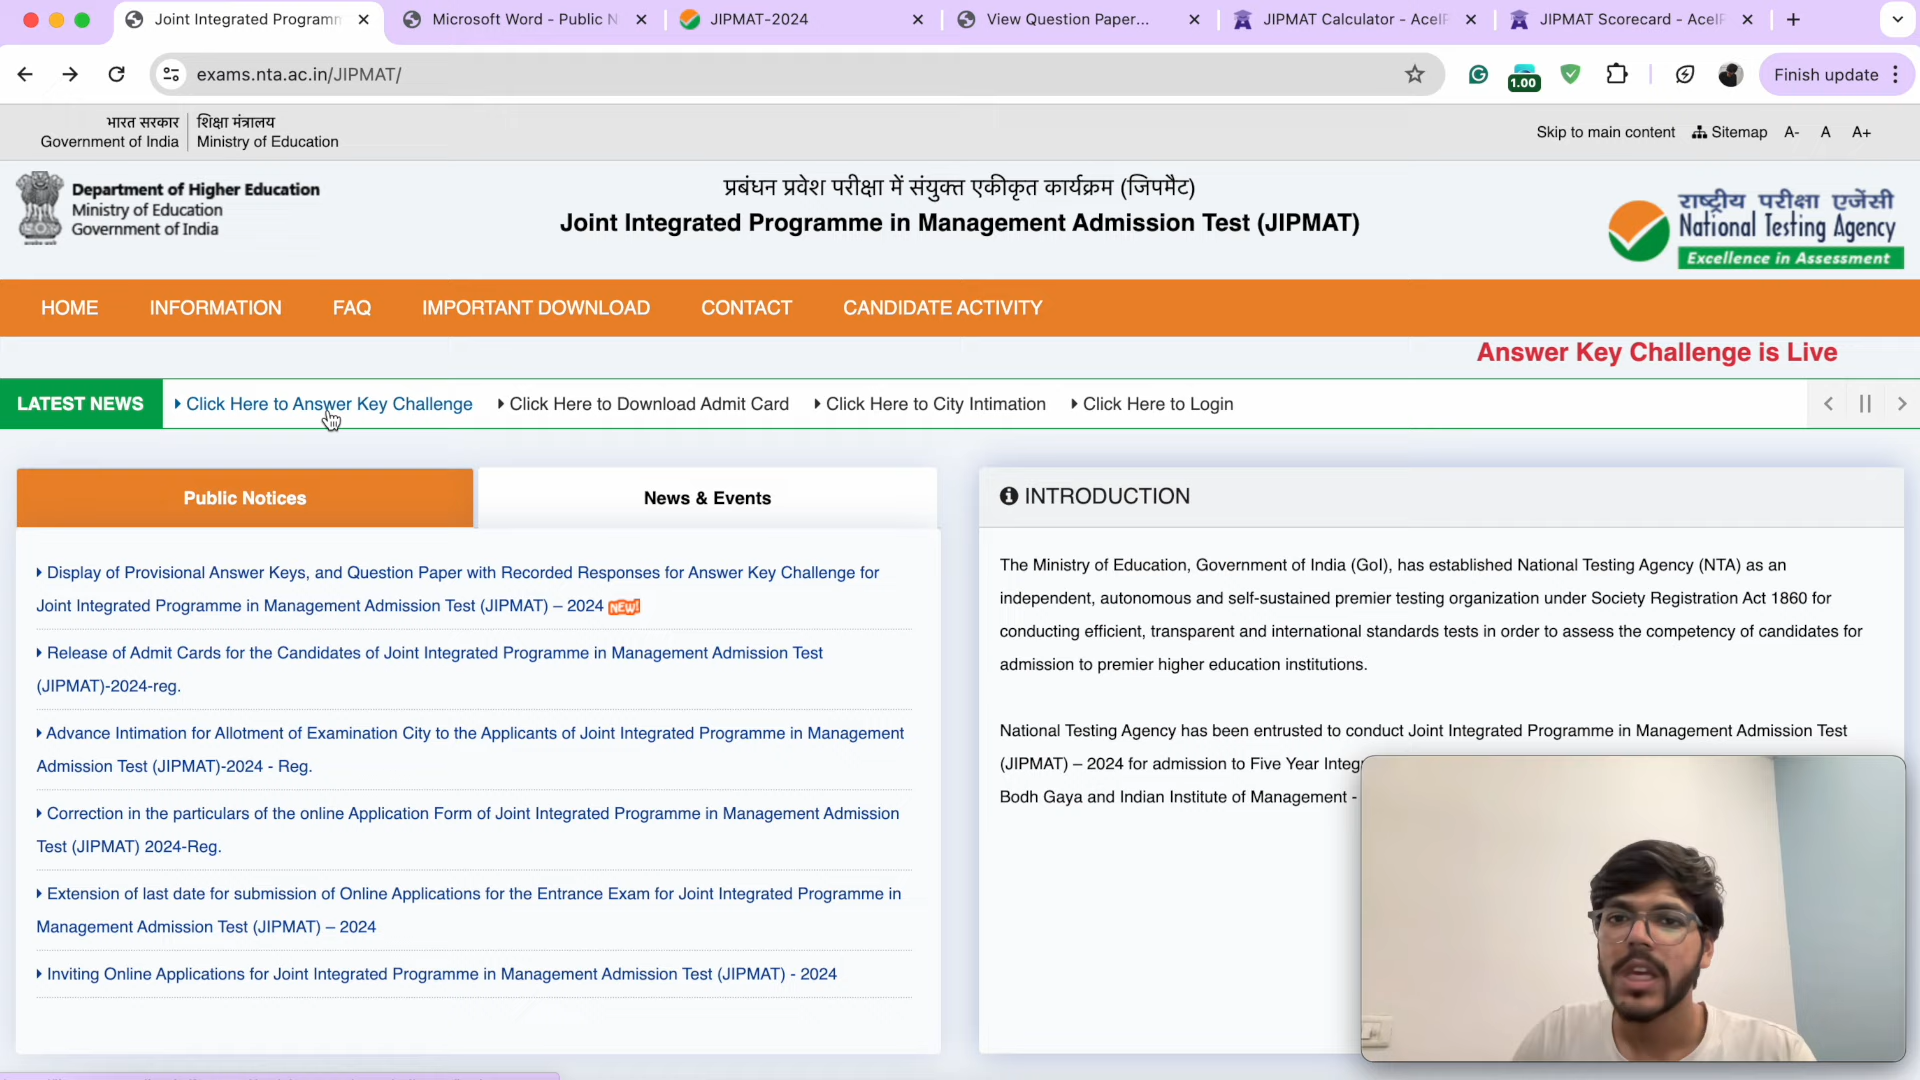 Joint Integrated Programm
Microsoft Word - Public N
JIPMAT-2024
View Question Paper...
JIPMAT Calculator - AceIP
JIPMAT Scorecard - AceIP
exams.nta.ac.in/JIPMAT/
1.00
Finish update
भारत सरकार
Government of India
शिक्षा मंत्रालय
Ministry of Education
Skip to main content
Sitemap
A-
A
A+
Department of Higher Education
Ministry of Education
Government of India
प्रबंधन प्रवेश परीक्षा में संयुक्त एकीकृत कार्यक्रम (जिपमैट)
Joint Integrated Programme in Management Admission Test (JIPMAT)
राष्ट्रीय परीक्षा एजेंसी
National Testing Agency
Excellence in Assessment
HOME
INFORMATION
FAQ
IMPORTANT DOWNLOAD
CONTACT
CANDIDATE ACTIVITY
Answer Key Challenge is Live
LATEST NEWS
Click Here to Answer Key Challenge
Click Here to Download Admit Card
Click Here to City Intimation
Click Here to Login
Public Notices
News & Events
Display of Provisional Answer Keys, and Question Paper with Recorded Responses for Answer Key Challenge for
Joint Integrated Programme in Management Admission Test (JIPMAT) – 2024 NEW!
Release of Admit Cards for the Candidates of Joint Integrated Programme in Management Admission Test
(JIPMAT)-2024-reg.
Advance Intimation for Allotment of Examination City to the Applicants of Joint Integrated Programme in Management
Admission Test (JIPMAT)-2024 - Reg.
Correction in the particulars of the online Application Form of Joint Integrated Programme in Management Admission
Test (JIPMAT) 2024-Reg.
Extension of last date for submission of Online Applications for the Entrance Exam for Joint Integrated Programme in
Management Admission Test (JIPMAT) – 2024
Inviting Online Applications for Joint Integrated Programme in Management Admission Test (JIPMAT) - 2024
INTRODUCTION
The Ministry of Education, Government of India (GoI), has established National Testing Agency (NTA) as an
independent, autonomous and self-sustained premier testing organization under Society Registration Act 1860 for
conducting efficient, transparent and international standards tests in order to assess the competency of candidates for
admission to premier higher education institutions.
National Testing Agency has been entrusted to conduct Joint Integrated Programme in Management Admission Test
(JIPMAT) – 2024 for admission to Five Year Integ
Bodh Gaya and Indian Institute of Management -